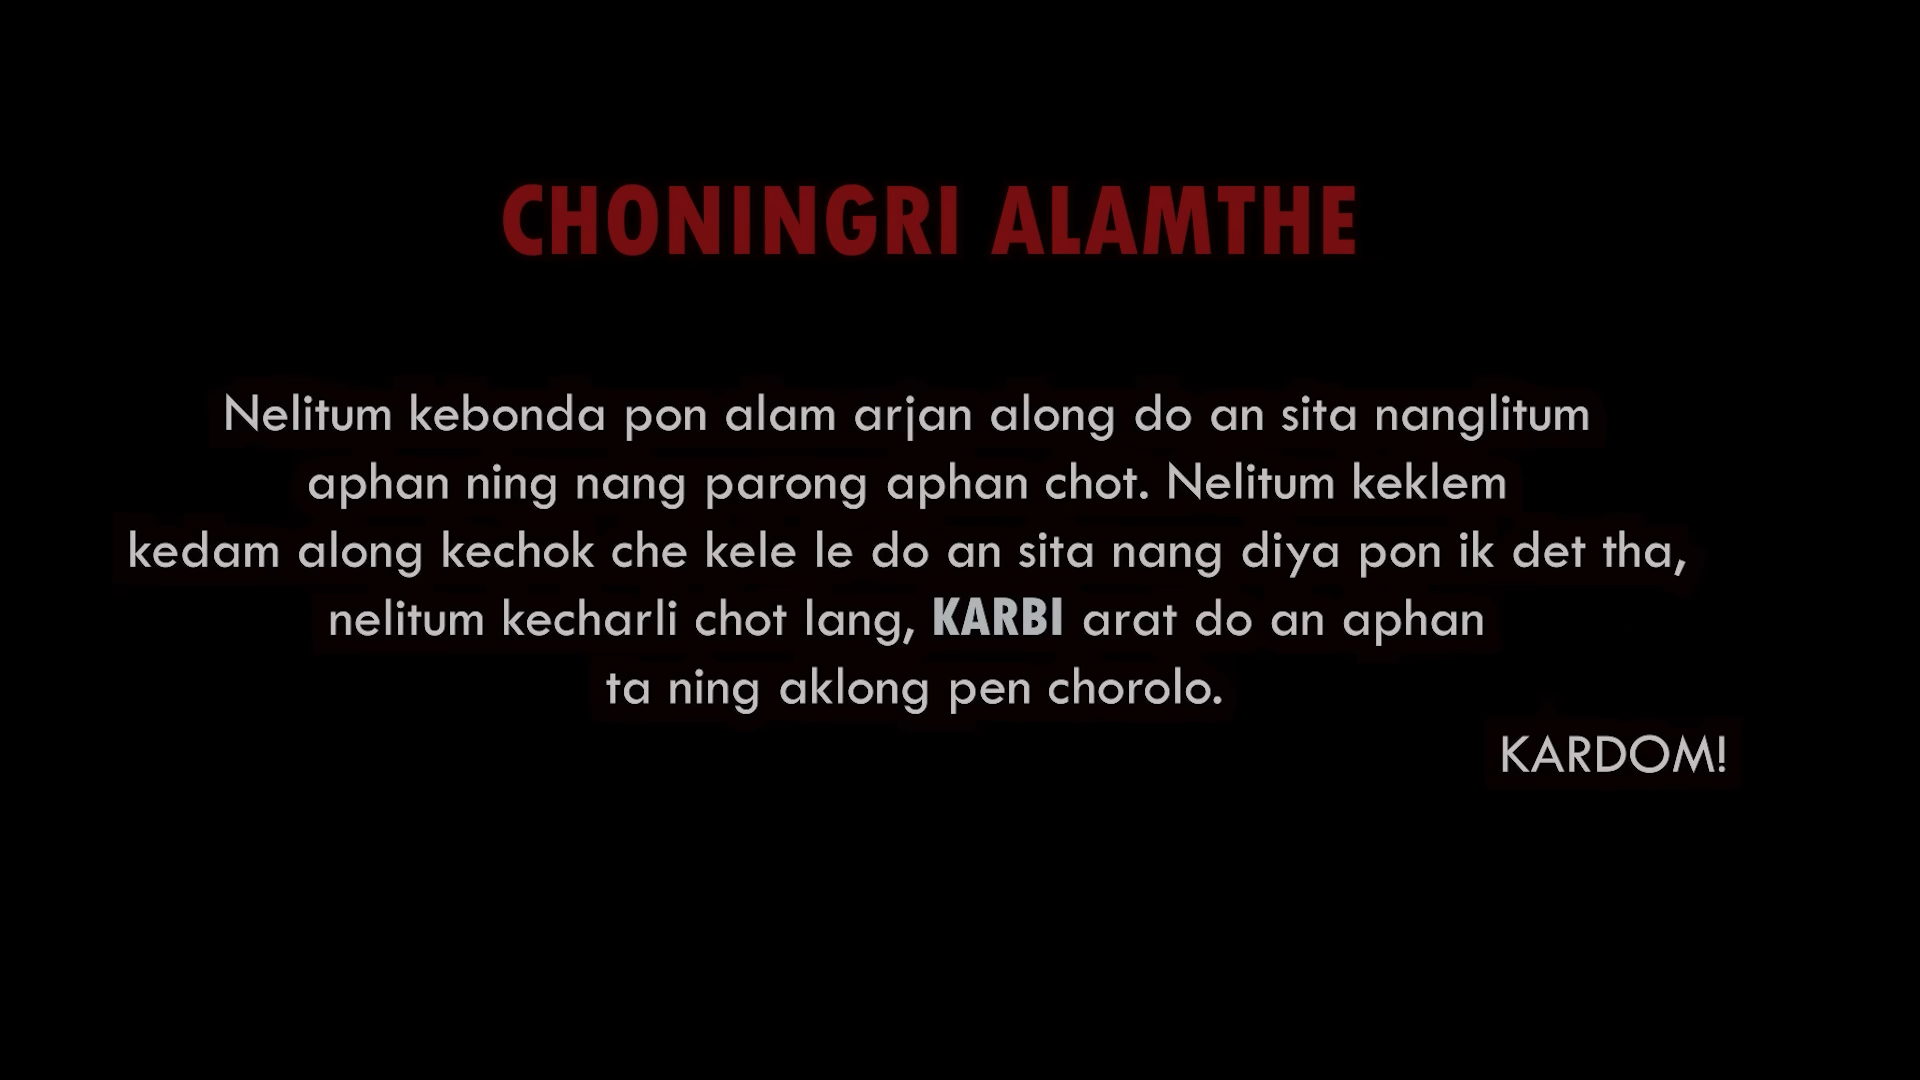 CHONINGRI ALAMTHE
Nelitum kebonda pon alam arjan along do an sita nanglitum
aphan ning nang parong aphan chot. Nelitum keklem
kedam along kechok che kele le do an sita nang diya pon ik det tha,
nelitum kecharli chot lang, KARBI arat do an aphan
ta ning aklong pen chorolo.
KARDOM!